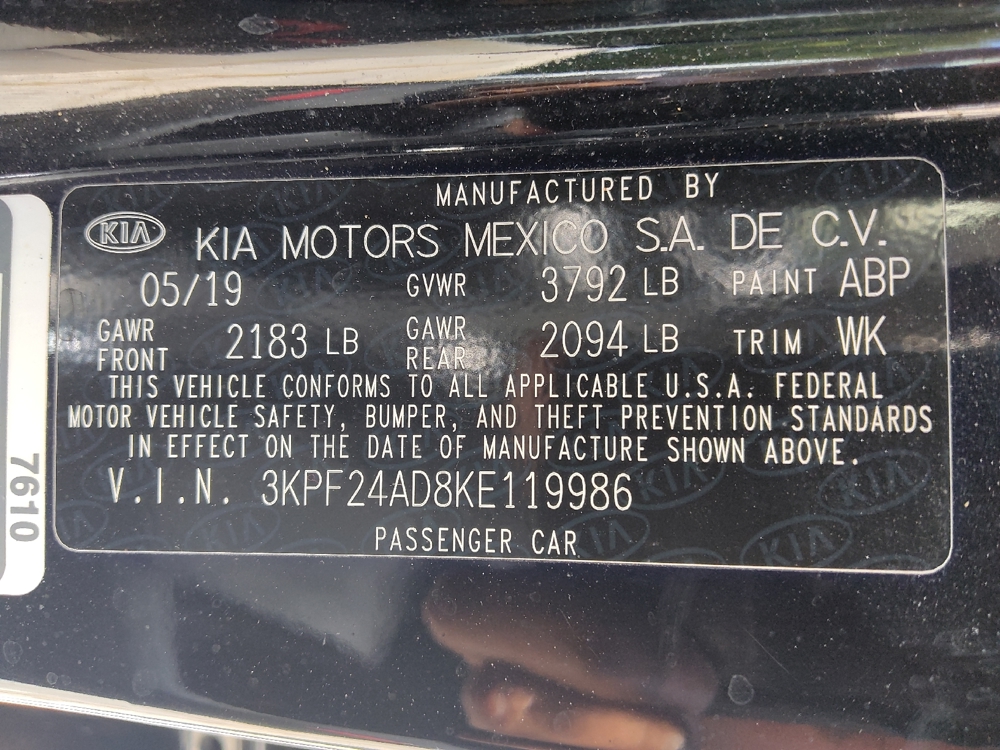 MANUFACTURED BY
KIA KIA MOTORS MEXICO S.A. DE C.V.
05/19 GVWR 3792 LB PAINT ABP
GAWR FRONT 2183 LB GAWR REAR 2094 LB TRIM WK
THIS VEHICLE CONFORMS TO ALL APPLICABLE U.S.A. FEDERAL
MOTOR VEHICLE SAFETY, BUMPER, AND THEFT PREVENTION STANDARDS
IN EFFECT ON THE DATE OF MANUFACTURE SHOWN ABOVE.
V.I.N. 3KPF24AD8KE119986
PASSENGER CAR
7610